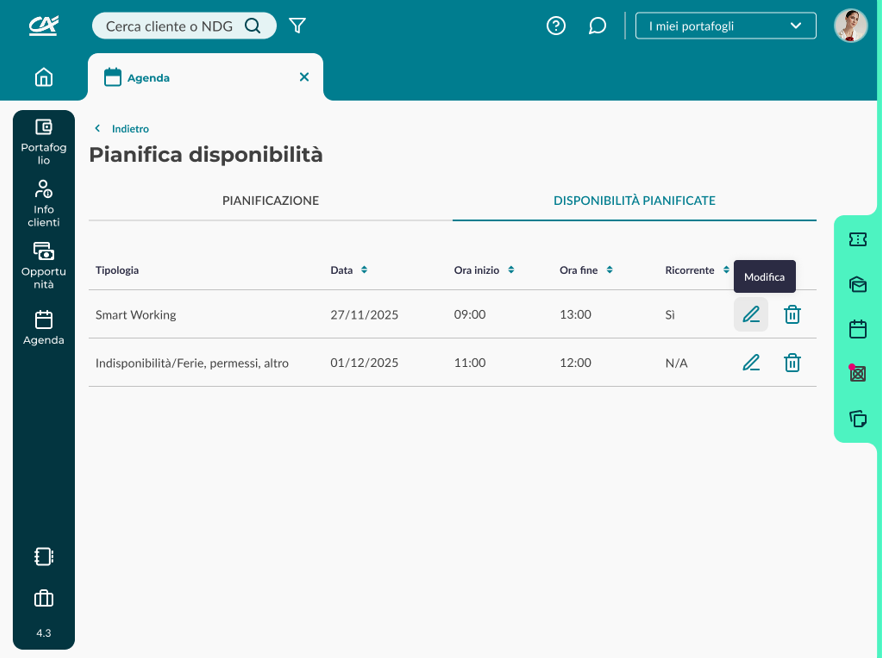 Cerca cliente o NDG
I miei portafogli
Agenda
Portafog
lio
Info
clienti
Opportu
nità
Agenda
4.3
Indietro
Pianifica disponibilità
PIANIFICAZIONE
DISPONIBILITÀ PIANIFICATE
Tipologia Data Ora inizio Ora fine Ricorrente
Modifica
Smart Working 27/11/2025 09:00 13:00 Sì
Indisponibilità/Ferie, permessi, altro 01/12/2025 11:00 12:00 N/A